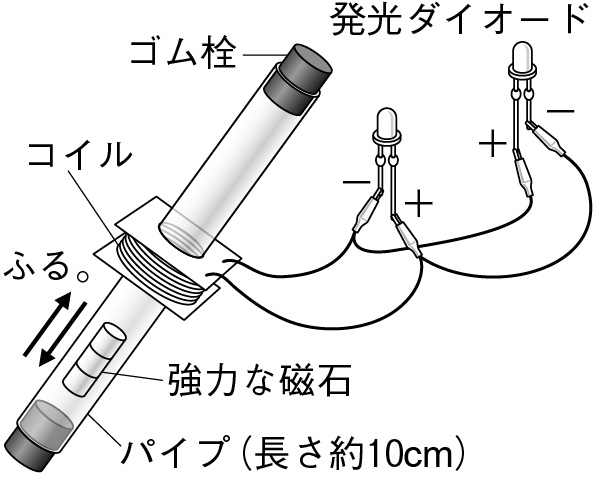 発光ダイオード
ゴム栓
－
＋
コイル
－
＋
ふる。
強力な磁石
パイプ（長さ約10cm）